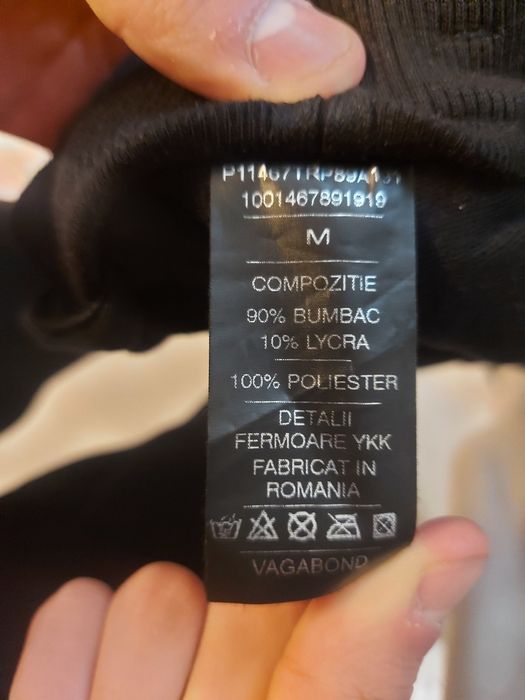 1001467891919
M
COMPOZITIE
90% BUMBAC
10% LYCRA
100% POLIESTER
DETALII
FERMOARE YKK
FABRICAT IN
ROMANIA
VAGABOND